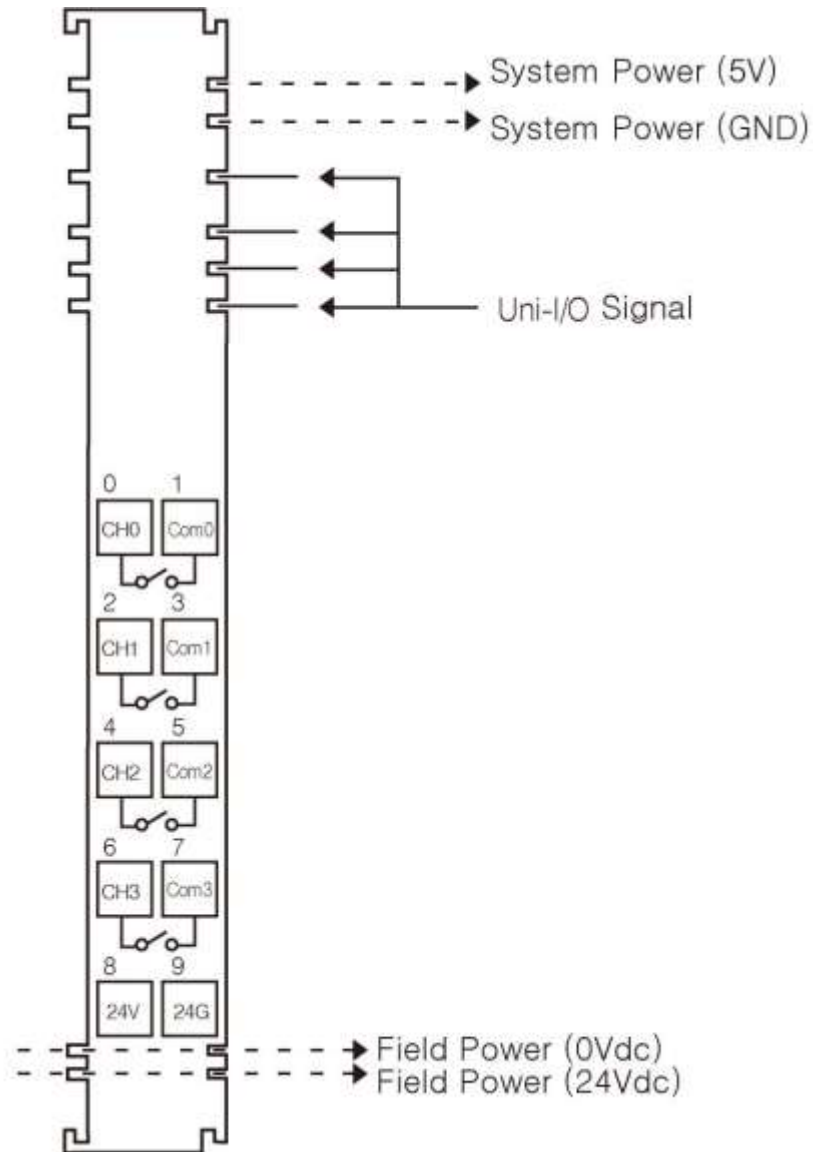 System Power (5V)
System Power (GND)
Uni-I/O Signal
0 1
CH0 Com0
2 3
CH1 Com1
4 5
CH2 Com2
6 7
CH3 Com3
8 9
24V 24G
Field Power (0Vdc)
Field Power (24Vdc)